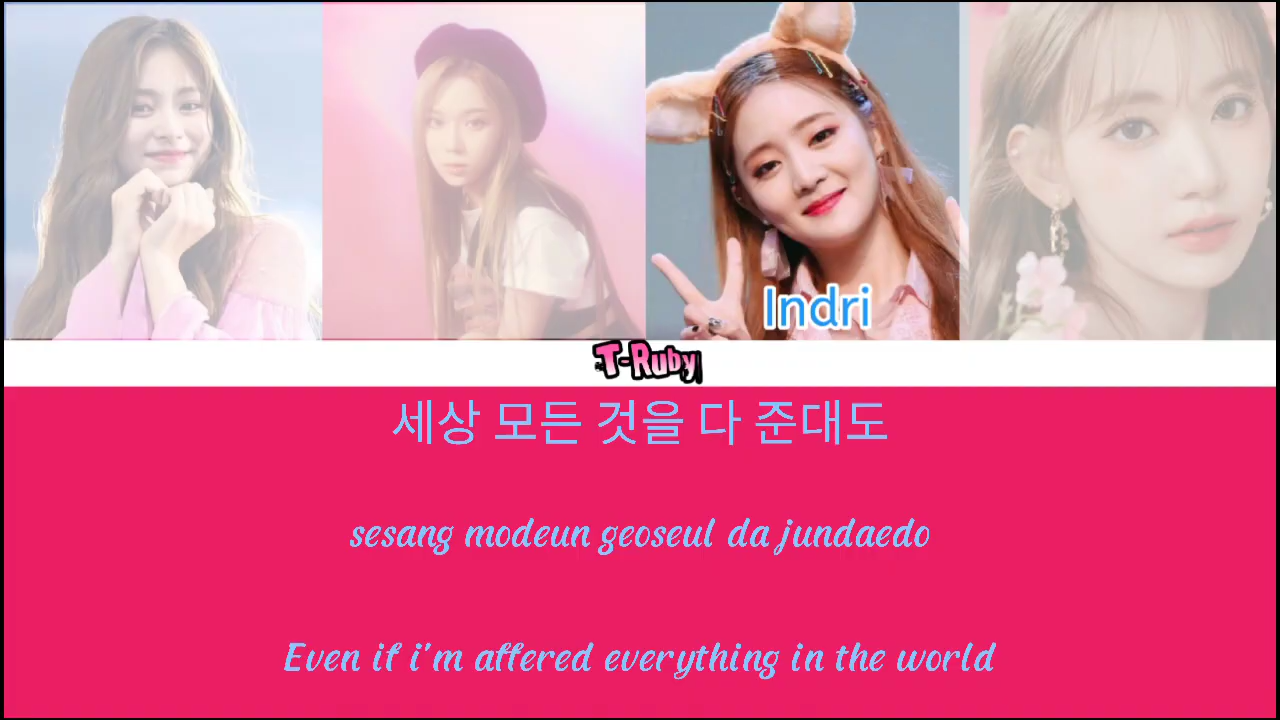 Indri
T-Ruby
세상 모든 것을 다 준대도
sesang modeun geoseul da jundaedo
Even if i'm affered everything in the world